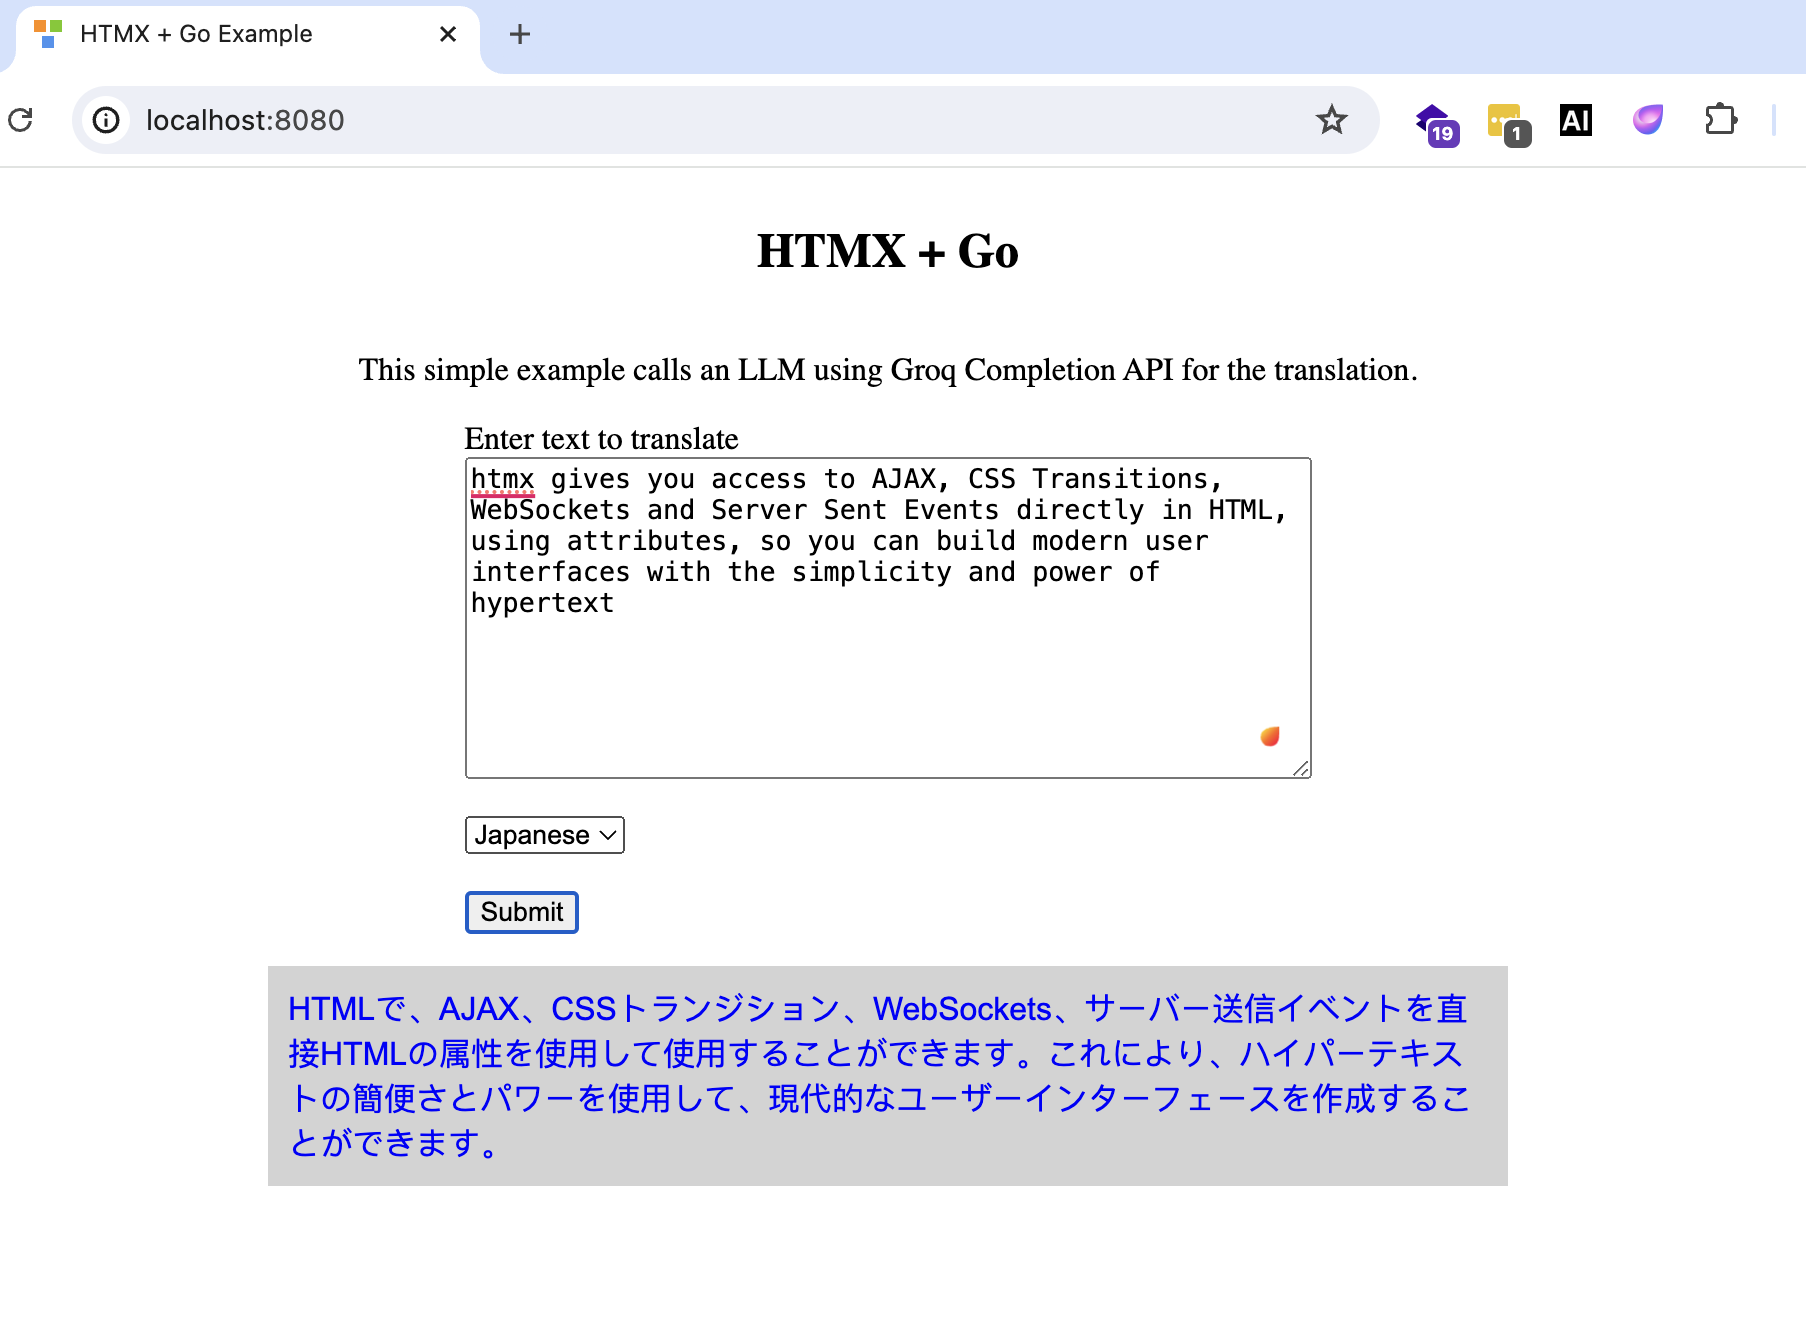 HTMX + Go Example
localhost:8080
19
1
AI
HTMX + Go
This simple example calls an LLM using Groq Completion API for the translation.
Enter text to translate
htmx gives you access to AJAX, CSS Transitions,
WebSockets and Server Sent Events directly in HTML,
using attributes, so you can build modern user
interfaces with the simplicity and power of
hypertext
Japanese
Submit
HTMLで、AJAX、CSSトランジション、WebSockets、サーバー送信イベントを直
接HTMLの属性を使用して使用することができます。これにより、ハイパーテキス
トの簡便さとパワーを使用して、現代的なユーザーインターフェースを作成するこ
とができます。